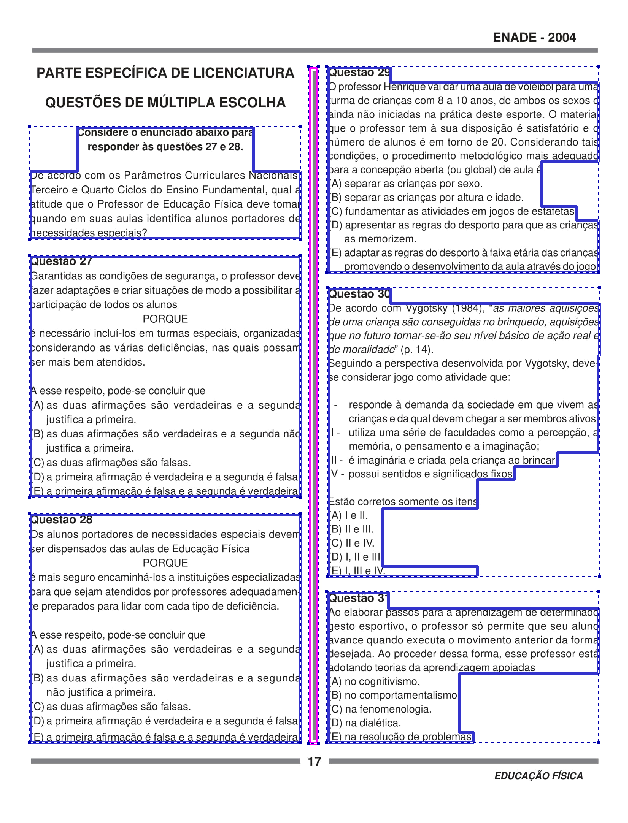 ENADE - 2004
PARTE ESPECÍFICA DE LICENCIATURA
QUESTÕES DE MÚLTIPLA ESCOLHA
Considere o enunciado abaixo para
responder às questões 27 e 28.
De acordo com os Parâmetros Curriculares Nacionais,
Terceiro e Quarto Ciclos do Ensino Fundamental, qual a
atitude que o Professor de Educação Física deve tomar
quando em suas aulas identifica alunos portadores de
necessidades especiais?
Questão 27
Garantidas as condições de segurança, o professor deve
fazer adaptações e criar situações de modo a possibilitar a
participação de todos os alunos
PORQUE
é necessário incluí-los em turmas especiais, organizadas
considerando as várias deficiências, nas quais possam
ser mais bem atendidos.
A esse respeito, pode-se concluir que
(A) as duas afirmações são verdadeiras e a segunda
justifica a primeira.
(B) as duas afirmações são verdadeiras e a segunda não
justifica a primeira.
(C) as duas afirmações são falsas.
(D) a primeira afirmação é verdadeira e a segunda é falsa.
(E) a primeira afirmação é falsa e a segunda é verdadeira.
Questão 28
Os alunos portadores de necessidades especiais devem
ser dispensados das aulas de Educação Física
PORQUE
é mais seguro encaminhá-los a instituições especializadas
para que sejam atendidos por professores adequadamen-
te preparados para lidar com cada tipo de deficiência.
A esse respeito, pode-se concluir que
(A) as duas afirmações são verdadeiras e a segunda
justifica a primeira.
(B) as duas afirmações são verdadeiras e a segunda
não justifica a primeira.
(C) as duas afirmações são falsas.
(D) a primeira afirmação é verdadeira e a segunda é falsa.
(E) a primeira afirmação é falsa e a segunda é verdadeira.
Questão 29
O professor Henrique vai dar uma aula de voleibol para uma
turma de crianças com 8 a 10 anos, de ambos os sexos e
ainda não iniciadas na prática deste esporte. O material
que o professor tem à sua disposição é satisfatório e o
número de alunos é em torno de 20. Considerando tais
condições, o procedimento metodológico mais adequado
para a concepção aberta (ou global) de aula é
(A) separar as crianças por sexo.
(B) separar as crianças por altura e idade.
(C) fundamentar as atividades em jogos de estafetas.
(D) apresentar as regras do desporto para que as crianças
as memorizem.
(E) adaptar as regras do desporto à faixa etária das crianças
promovendo o desenvolvimento da aula através do jogo.
Questão 30
De acordo com Vygotsky (1984), "as maiores aquisições
de uma criança são conseguidas no brinquedo, aquisições
que no futuro tornar-se-ão seu nível básico de ação real e
de moralidade" (p. 14).
Seguindo a perspectiva desenvolvida por Vygotsky, deve-
se considerar jogo como atividade que:
I - responde à demanda da sociedade em que vivem as
crianças e da qual devem chegar a ser membros ativos;
II - utiliza uma série de faculdades como a percepção, a
memória, o pensamento e a imaginação;
III - é imaginária e criada pela criança ao brincar;
IV - possui sentidos e significados fixos.
Estão corretos somente os itens
(A) I e II.
(B) II e III.
(C) II e IV.
(D) I, II e III.
(E) I, III e IV.
Questão 31
Ao elaborar passos para a aprendizagem de determinado
gesto esportivo, o professor só permite que seu aluno
avance quando executa o movimento anterior da forma
desejada. Ao proceder dessa forma, esse professor está
adotando teorias da aprendizagem apoiadas
(A) no cognitivismo.
(B) no comportamentalismo.
(C) na fenomenologia.
(D) na dialética.
(E) na resolução de problemas.
17
EDUCAÇÃO FÍSICA